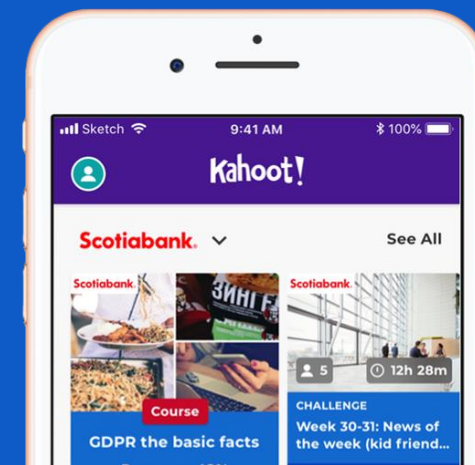 Sketch 9:41 AM 100%
Kahoot!
Scotiabank. See All
Scotiabank.
Scotiabank.
5 12h 28m
Course
CHALLENGE
GDPR the basic facts
Week 30-31: News of
the week (kid friend...